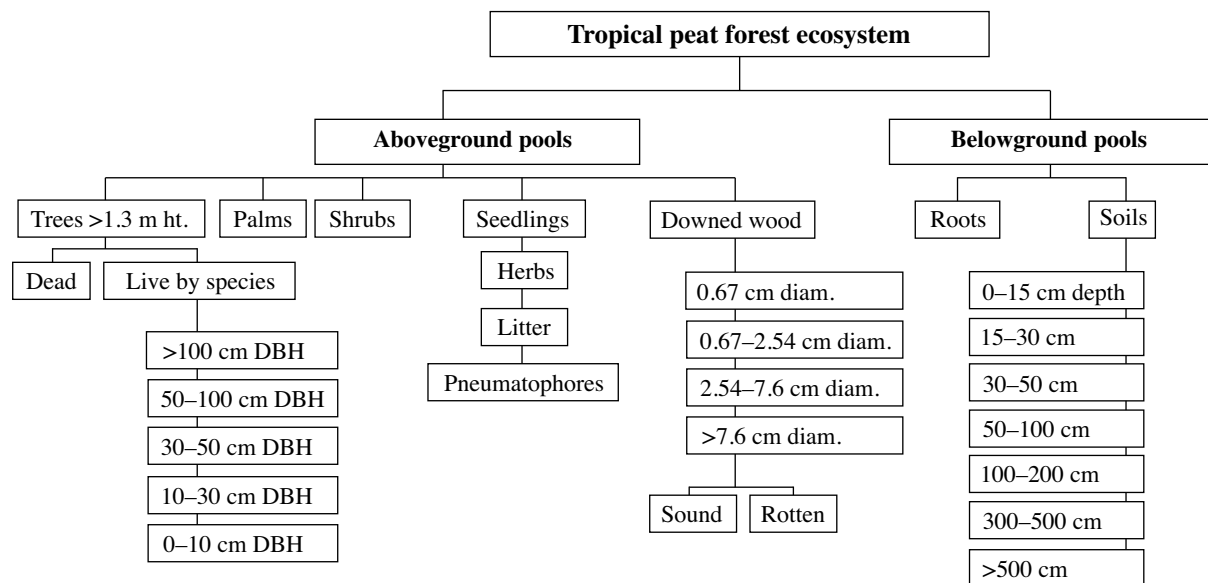 Tropical peat forest ecosystem
Aboveground pools
Belowground pools
Trees >1.3 m ht.
Palms
Shrubs
Seedlings
Downed wood
Roots
Soils
Dead
Live by species
>100 cm DBH
50–100 cm DBH
30–50 cm DBH
10–30 cm DBH
0–10 cm DBH
Herbs
Litter
Pneumatophores
0.67 cm diam.
0.67–2.54 cm diam.
2.54–7.6 cm diam.
>7.6 cm diam.
Sound
Rotten
0–15 cm depth
15–30 cm
30–50 cm
50–100 cm
100–200 cm
300–500 cm
>500 cm